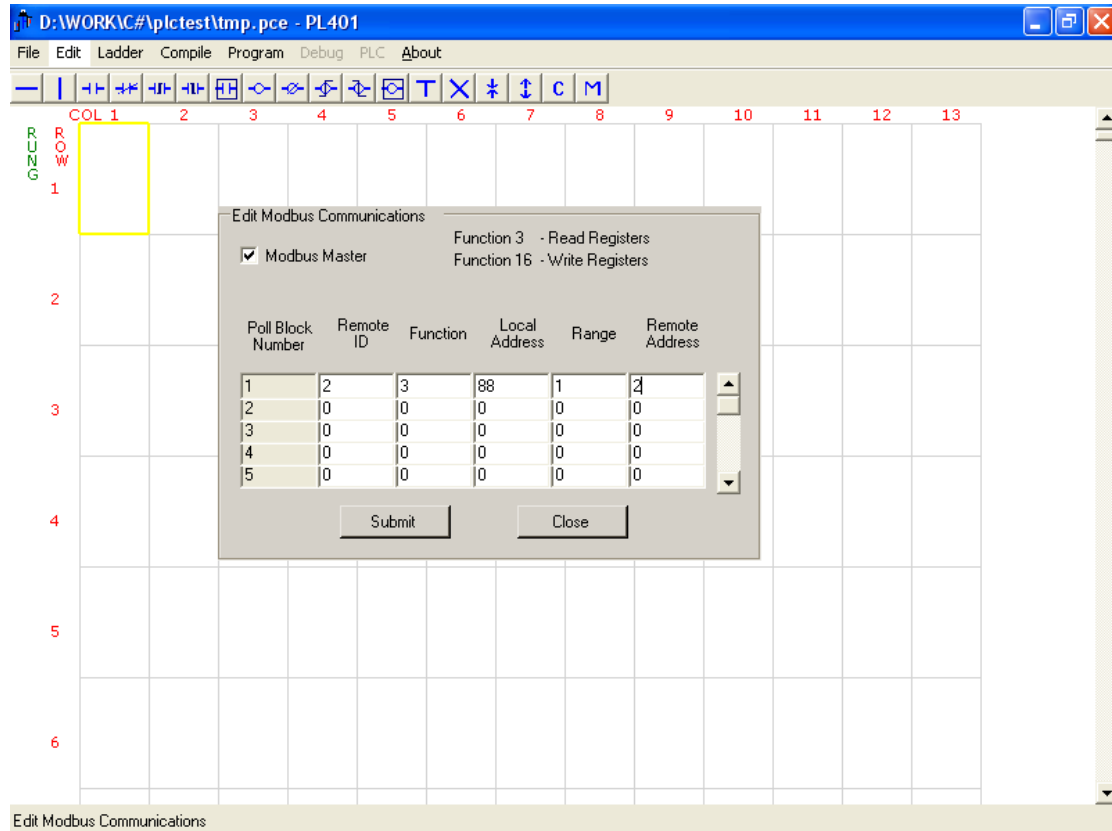 D:\WORK\C#\plctest\tmp.pce - PL401
File Edit Ladder Compile Program Debug PLC About
C M
COL 1 2 3 4 5 6 7 8 9 10 11 12 13
RUNG ROW
1
Edit Modbus Communications
Modbus Master
Function 3 - Read Registers
Function 16 - Write Registers
2
Poll Block Number Remote ID Function Local Address Range Remote Address
1 2 3 88 1 2
2 0 0 0 0 0
3
3 0 0 0 0 0
4 0 0 0 0 0
5 0 0 0 0 0
4
Submit Close
5
6
Edit Modbus Communications